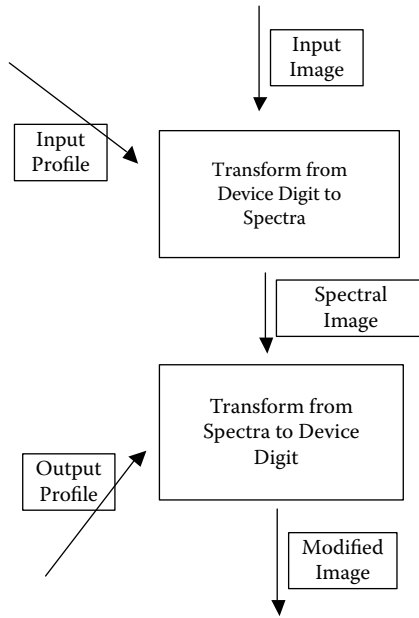 Input
Image
Input
Profile
Transform from
Device Digit to
Spectra
Spectral
Image
Transform from
Spectra to Device
Digit
Output
Profile
Modified
Image